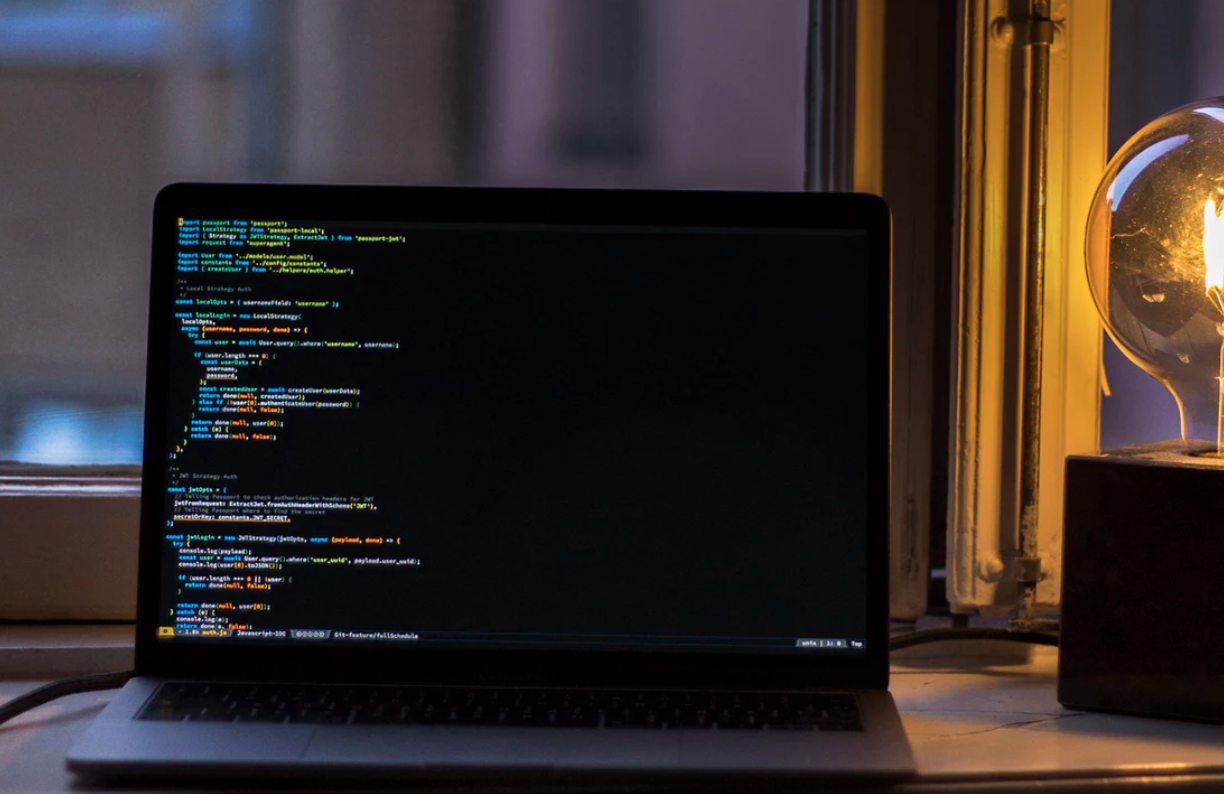 import passport from 'passport';
import LocalStrategy from 'passport-local';
import { Strategy as JWTStrategy, ExtractJwt } from 'passport-jwt';
import request from 'superagent';
import User from '../models/user.model';
import constants from '../config/constants';
import { createUser } from '../helpers/auth.helper';
/**
* Local Strategy Auth
*/
const localOpts = { usernameField: 'username' };
const localLogin = new LocalStrategy(
localOpts,
async (username, password, done) => {
try {
const user = await User.query().where('username', username);
if (user.length === 0) {
const userData = {
username,
password,
};
const createdUser = await createUser(userData);
return done(null, createdUser);
} else if (!user[0].authenticateUser(password)) {
return done(null, false);
}
return done(null, user[0]);
} catch (e) {
return done(null, false);
}
},
);
/**
* JWT Strategy Auth
*/
const jwtOpts = {
// Telling Passport to check authorization headers for JWT
jwtFromRequest: ExtractJwt.fromAuthHeaderWithScheme('JWT'),
// Telling Passport where to find the secret
secretOrKey: constants.JWT_SECRET,
};
const jwtLogin = new JWTStrategy(jwtOpts, async (payload, done) => {
try {
console.log(payload);
const user = await User.query().where('user_uuid', payload.user_uuid);
console.log(user[0].toJSON());
if (user.length === 0 || !user) {
return done(null, false);
}
return done(null, user[0]);
} catch (e) {
console.log(e);
return done(e, false);
- 1.8k auth.js Javascript-IDE Git-feature/fullSchedule unix | 1: 0 Top